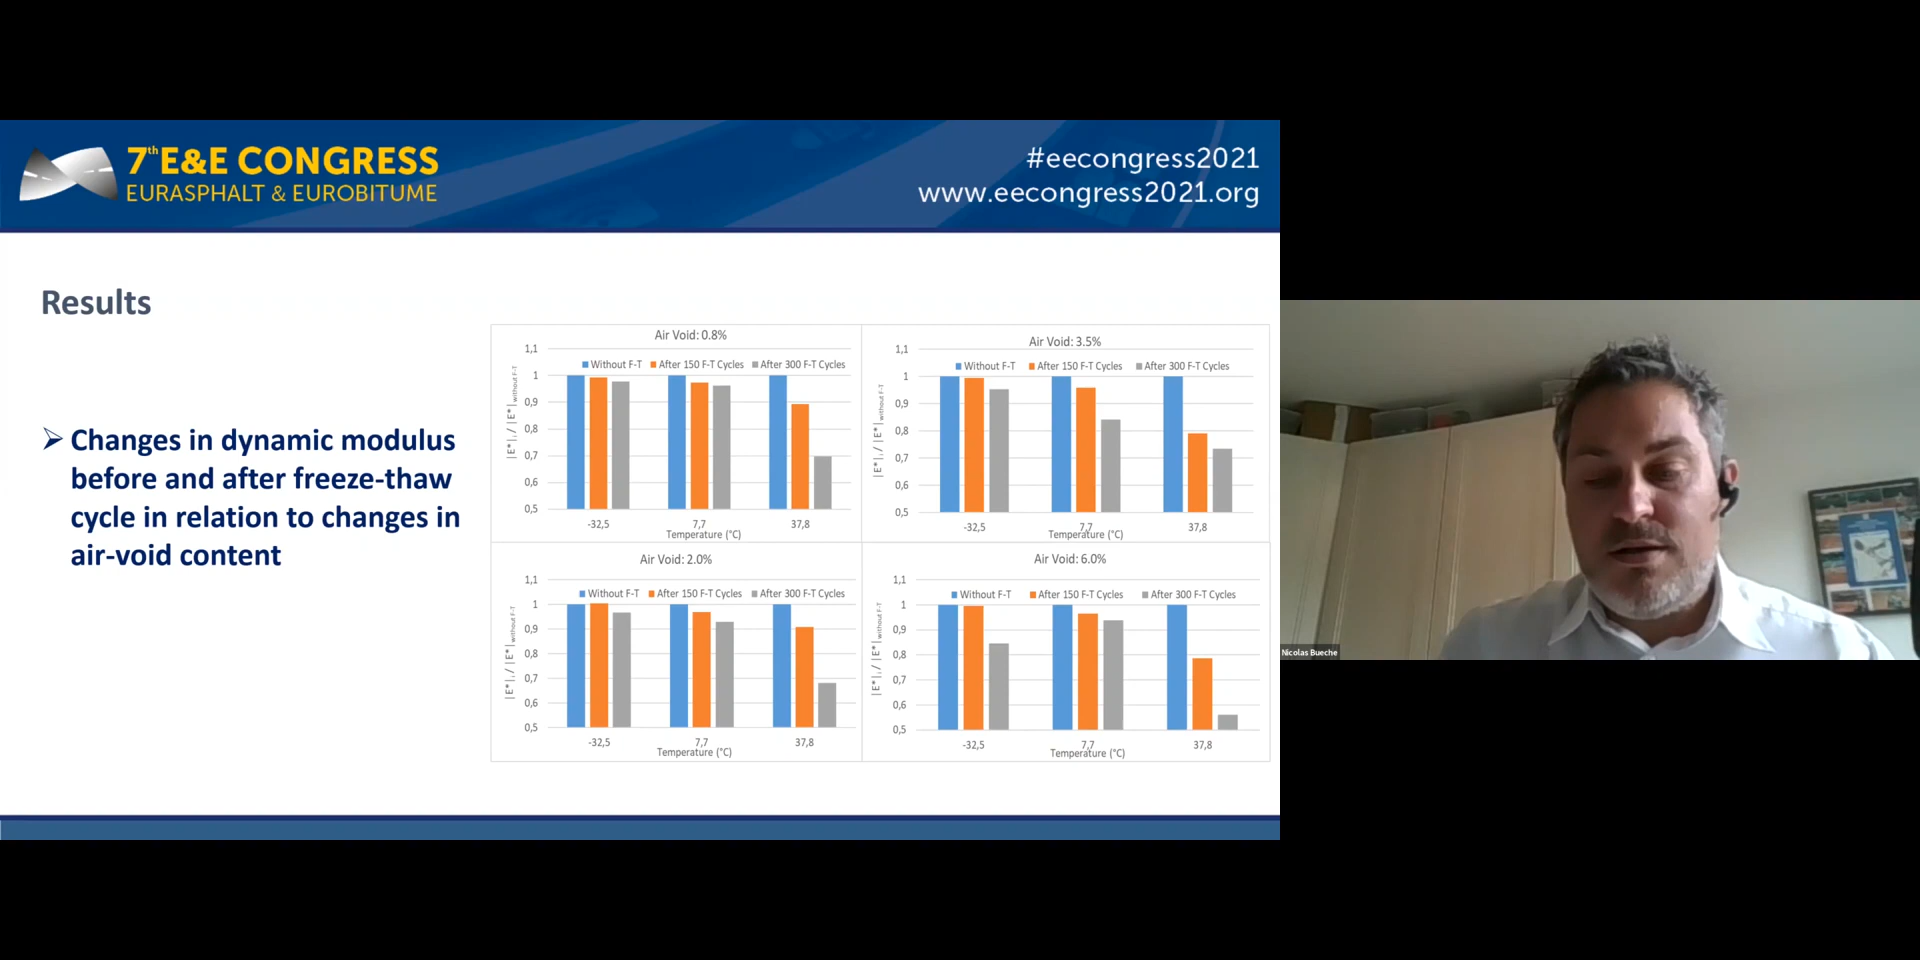 7th E&E CONGRESS
EURASPHALT & EUROBITUME
#eecongress2021
www.eecongress2021.org
Results
➢ Changes in dynamic modulus
before and after freeze-thaw
cycle in relation to changes in
air-void content
Air Void: 0.8%
Without F-T After 150 F-T Cycles After 300 F-T Cycles
|E*|i / |E*|without F-T
1,1
1
0,9
0,8
0,7
0,6
0,5
-32,5 7,7 37,8
Temperature (°C)
Air Void: 3.5%
Without F-T After 150 F-T Cycles After 300 F-T Cycles
|E*|i / |E*|without F-T
1,1
1
0,9
0,8
0,7
0,6
0,5
-32,5 7,7 37,8
Temperature (°C)
Air Void: 2.0%
Without F-T After 150 F-T Cycles After 300 F-T Cycles
|E*|i / |E*|without F-T
1,1
1
0,9
0,8
0,7
0,6
0,5
-32,5 7,7 37,8
Temperature (°C)
Air Void: 6.0%
Without F-T After 150 F-T Cycles After 300 F-T Cycles
|E*|i / |E*|without F-T
1,1
1
0,9
0,8
0,7
0,6
0,5
-32,5 7,7 37,8
Temperature (°C)
Nicolas Bueche